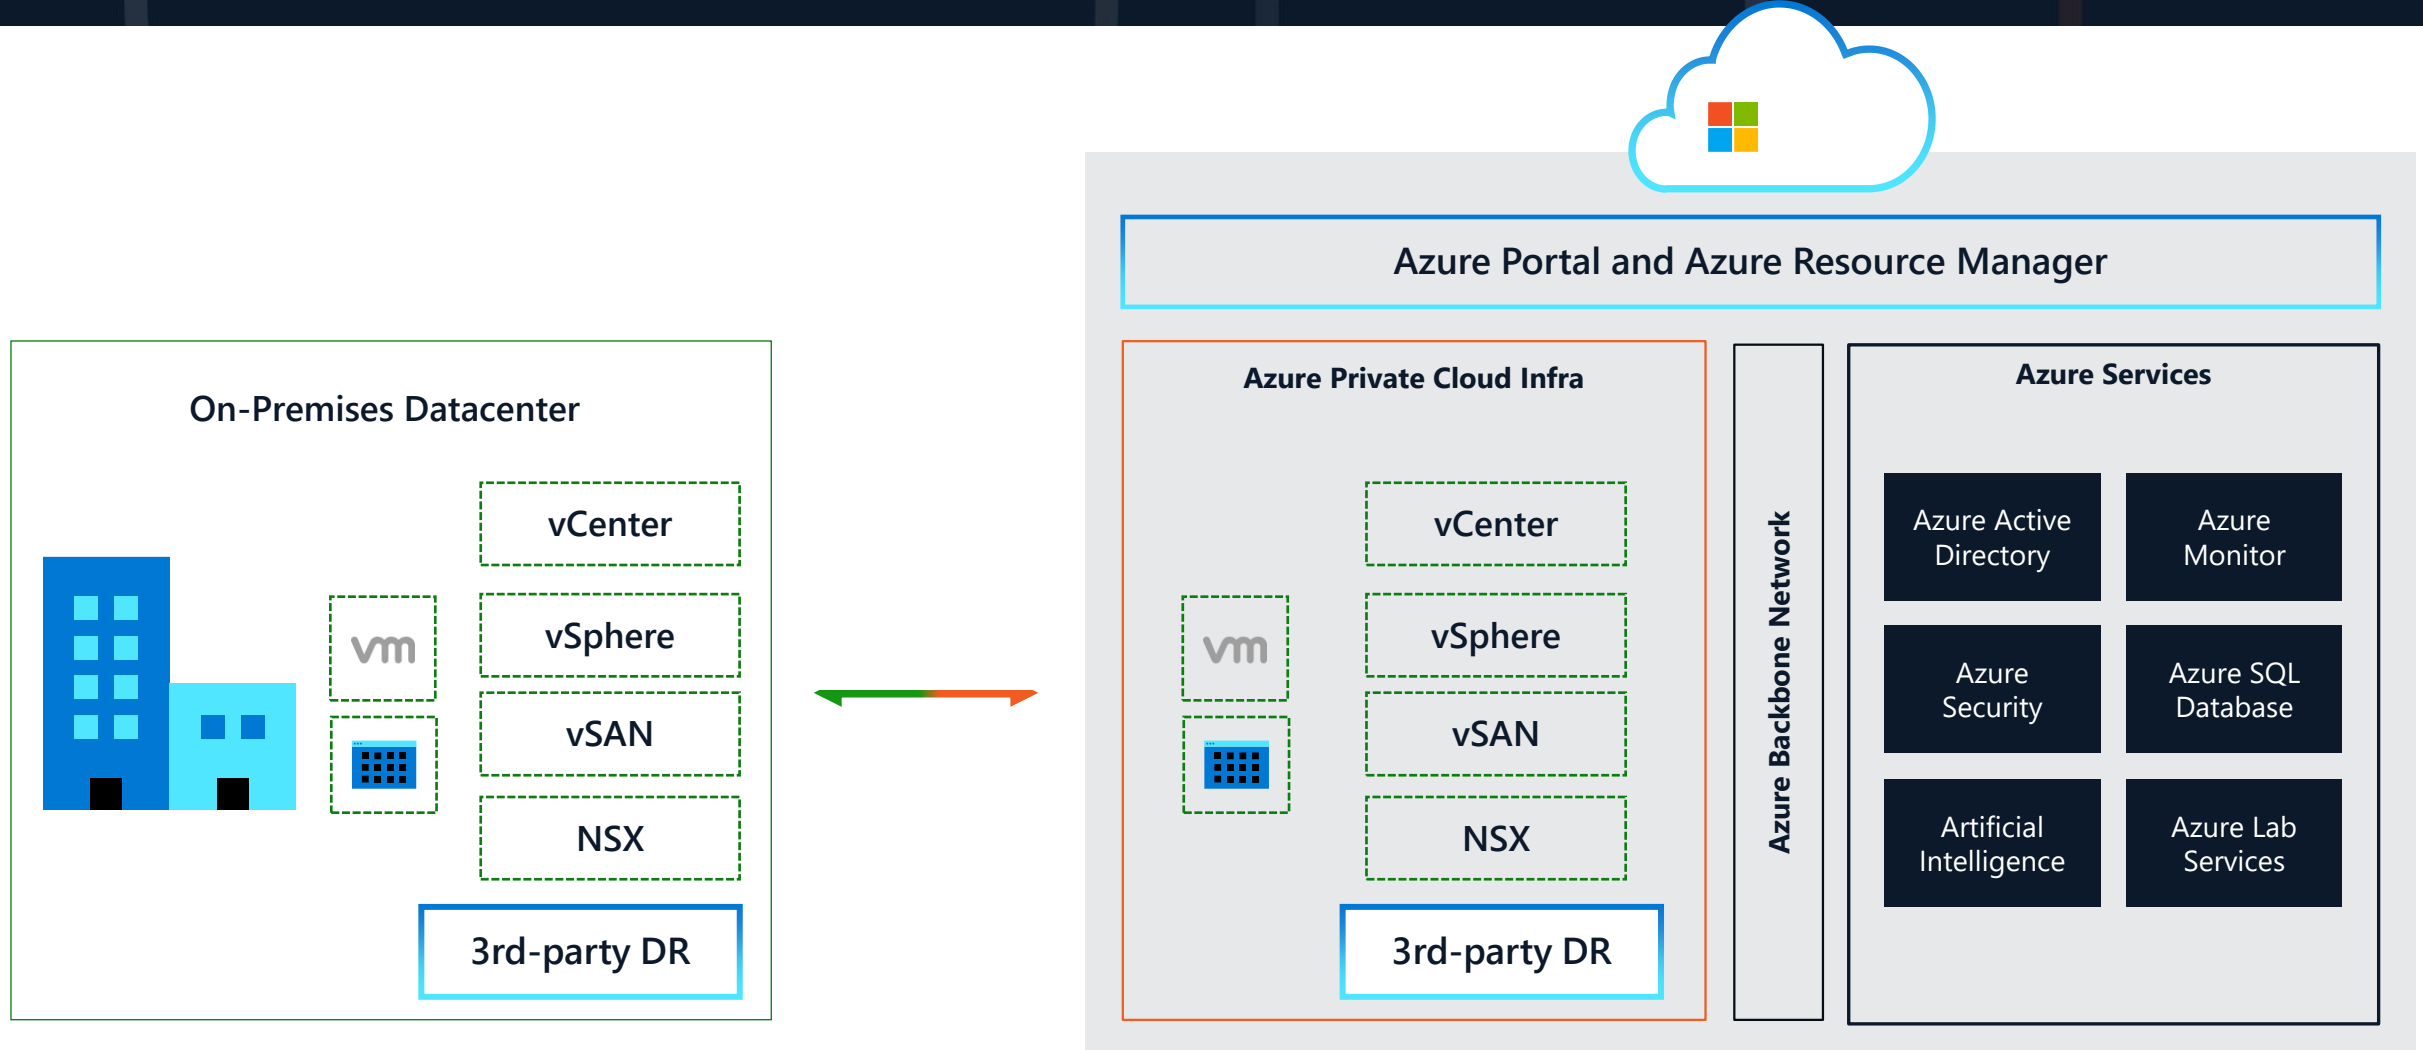 Azure Portal and Azure Resource Manager
On-Premises Datacenter
vCenter
vm
vSphere
vSAN
NSX
3rd-party DR
Azure Private Cloud Infra
vCenter
vm
vSphere
vSAN
NSX
3rd-party DR
Azure Backbone Network
Azure Services
Azure Active
Directory
Azure
Monitor
Azure
Security
Azure SQL
Database
Artificial
Intelligence
Azure Lab
Services